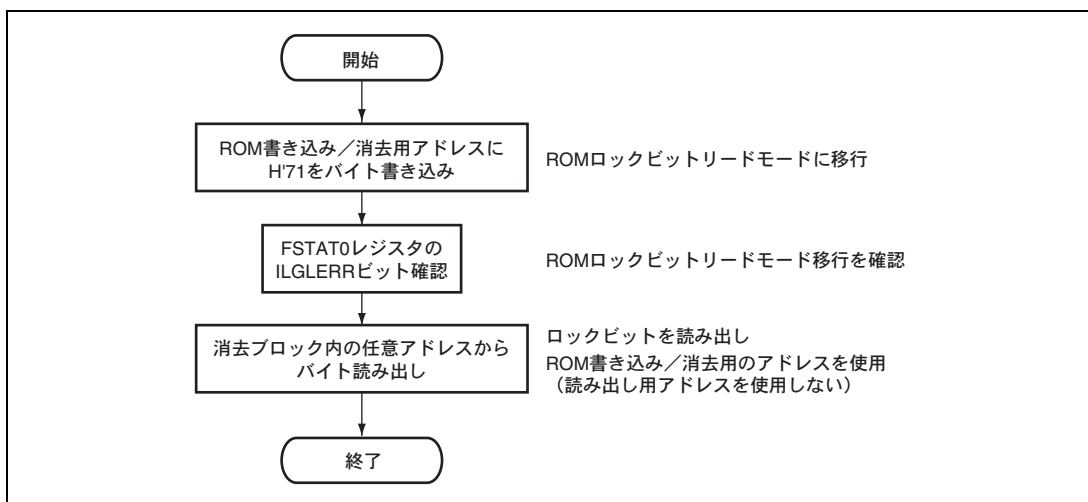 開始
ROM書き込み／消去用アドレスに
H'71をバイト書き込み
ROMロックビットリードモードに移行
FSTAT0レジスタの
ILGLERRビット確認
ROMロックビットリードモード移行を確認
消去ブロック内の任意アドレスから
バイト読み出し
ロックビットを読み出し
ROM書き込み／消去用のアドレスを使用
（読み出し用アドレスを使用しない）
終了